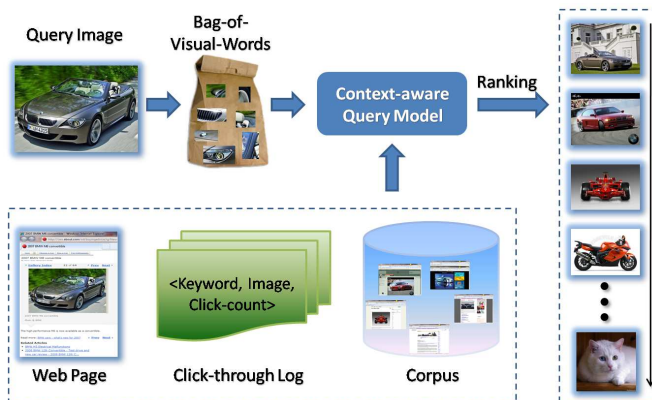 Query Image
Bag-of-
Visual-Words
Context-aware
Query Model
Ranking
<Keyword, Image,
Click-count>
Web Page
Click-through Log
Corpus